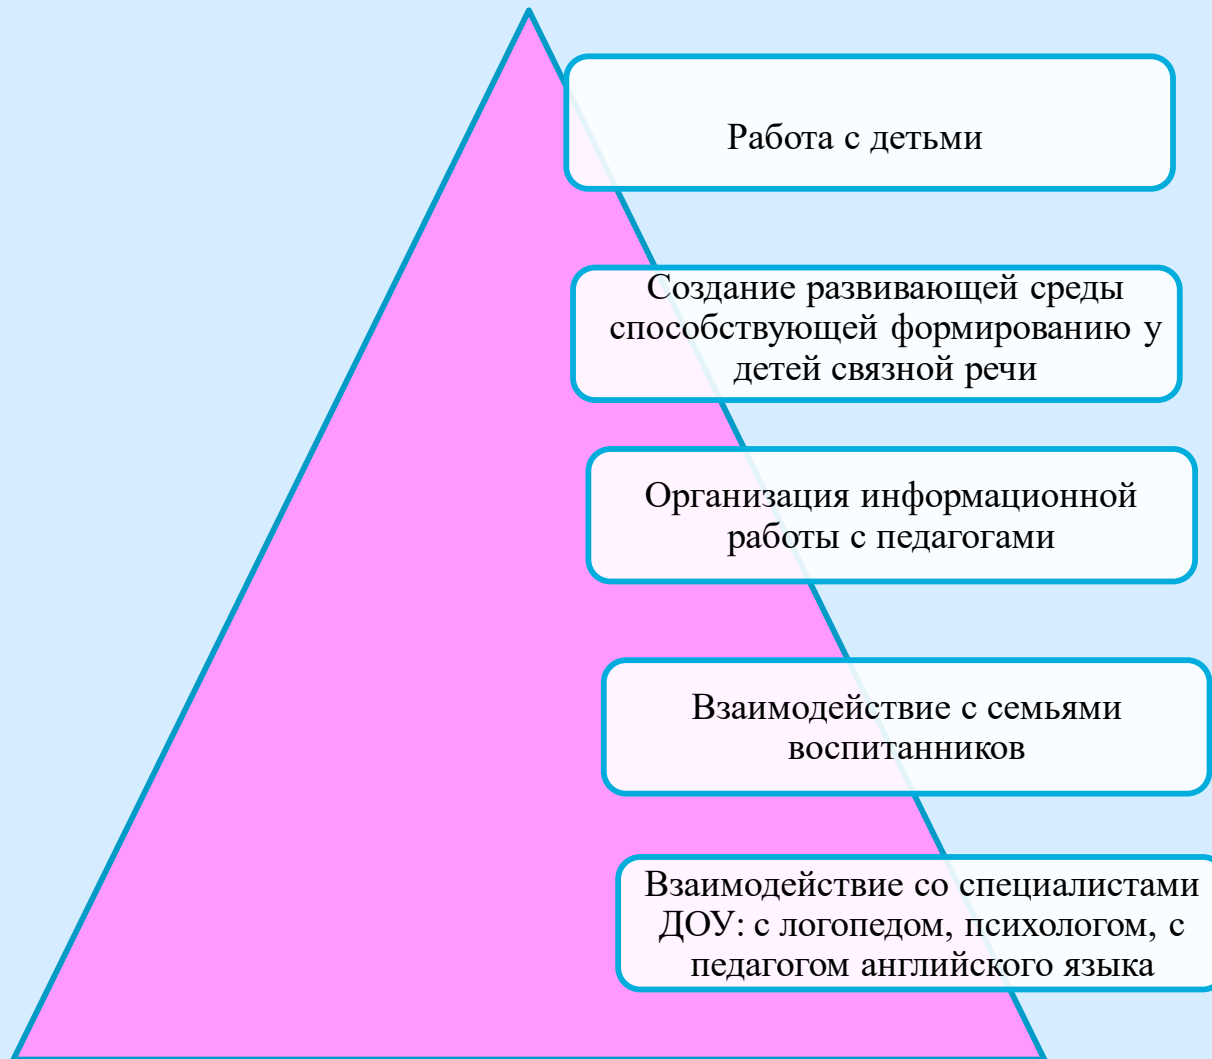 Работа с детьми
Создание развивающей среды
способствующей формированию у
детей связной речи
Организация информационной
работы с педагогами
Взаимодействие с семьями
воспитанников
Взаимодействие со специалистами
ДОУ: с логопедом, психологом, с
педагогом английского языка